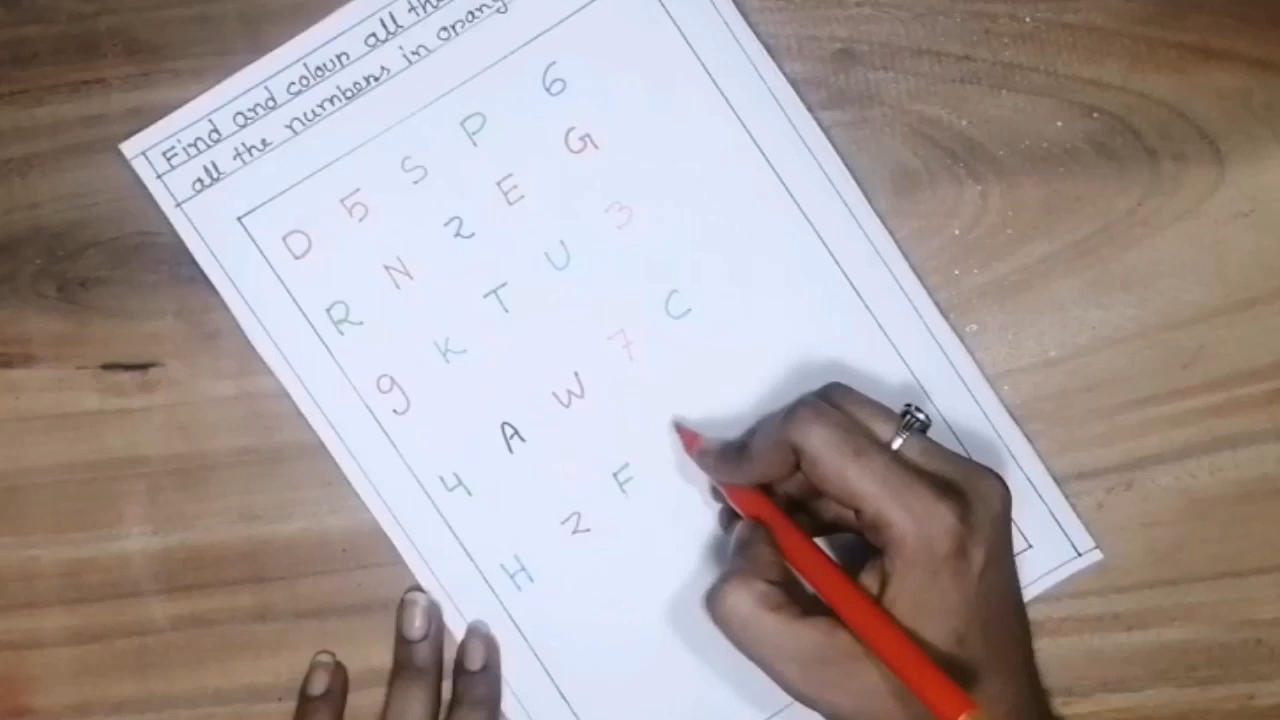 Find and colour all the
all the numbers in orang
D 5 S P 6
R N 2 E G
9 K T U 3
4 A W 7 C
H 2 F